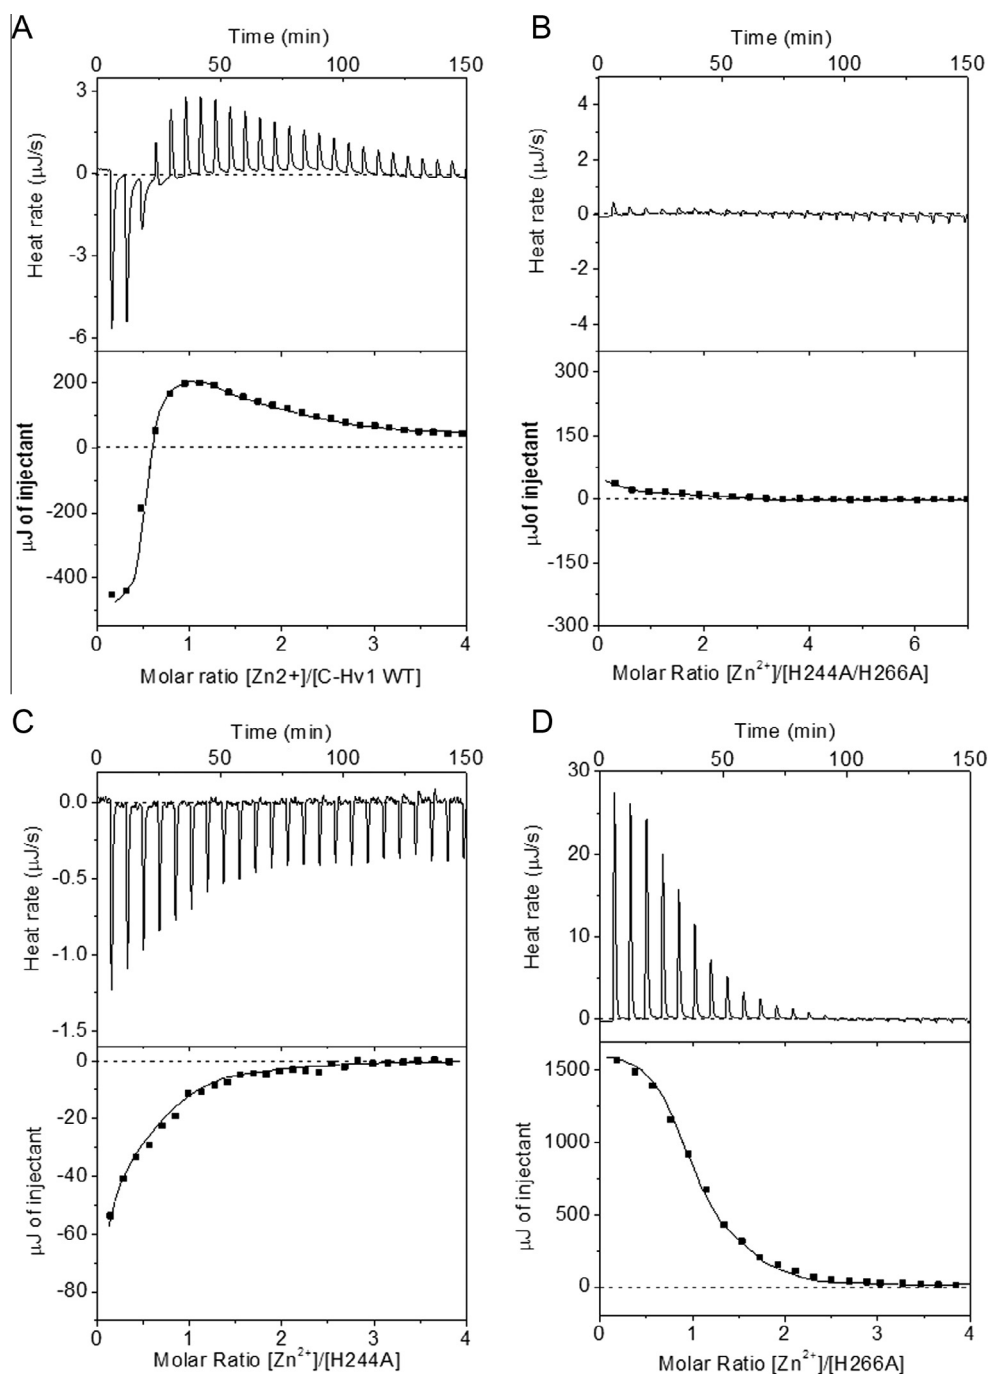 A
Time (min)
0 50 100 150
3
0
-3
-6
Heat rate (μJ/s)
200
0
-200
-400
μJ of injectant
0 1 2 3 4
Molar ratio [Zn2+]/[C-Hv1 WT]
B
Time (min)
0 50 100 150
4
2
0
-2
-4
Heat rate (μJ/s)
300
150
0
-150
-300
μJof injectant
0 2 4 6
Molar Ratio [Zn²⁺]/[H244A/H266A]
C
Time (min)
0 50 100 150
0.0
-0.5
-1.0
-1.5
Heat rate (μJ/s)
0
-20
-40
-60
-80
μJ of injectant
0 1 2 3 4
Molar Ratio [Zn²⁺]/[H244A]
D
Time (min)
0 50 100 150
30
20
10
0
Heat rate (μJ/s)
1500
1000
500
0
μJ of injectant
0 1 2 3 4
Molar Ratio [Zn²⁺]/[H266A]